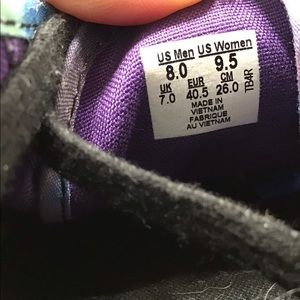 US Men US Women
8.0 9.5
UK EUR CM
7.0 40.5 26.0
TB4R
MADE IN
VIETNAM
FABRIQUE
AU VIETNAM